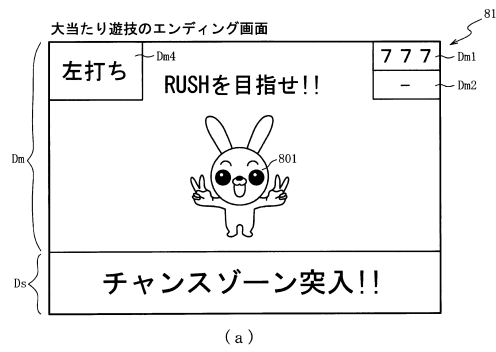 大当たり遊技のエンディング画面
81
左打ち
Dm4
RUSHを目指せ!!
777
Dm1
−
Dm2
Dm
801
Ds
チャンスゾーン突入!!
(a)